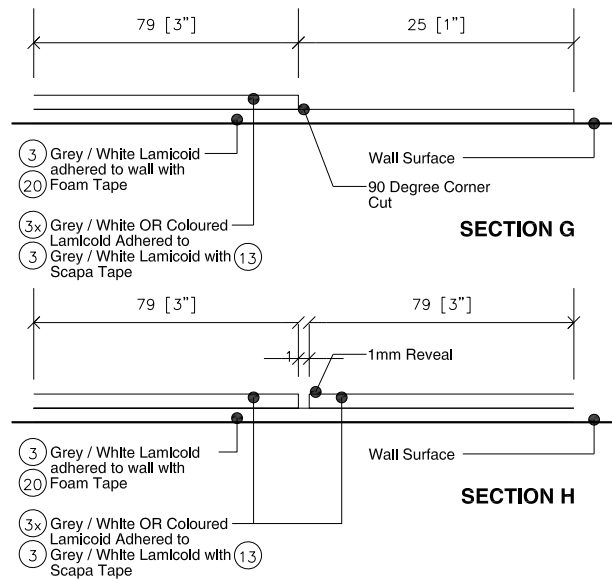 79 [3"]
25 [1"]
3 Grey / White Lamicoid
adhered to wall with
20 Foam Tape
Wall Surface
90 Degree Corner
Cut
3x Grey / White OR Coloured
Lamicoid Adhered to
3 Grey / White Lamicoid with 13
Scapa Tape
SECTION G
79 [3"]
79 [3"]
1
1mm Reveal
3 Grey / White Lamicoid
adhered to wall with
20 Foam Tape
Wall Surface
3x Grey / White OR Coloured
Lamicoid Adhered to
3 Grey / White Lamicoid with 13
Scapa Tape
SECTION H